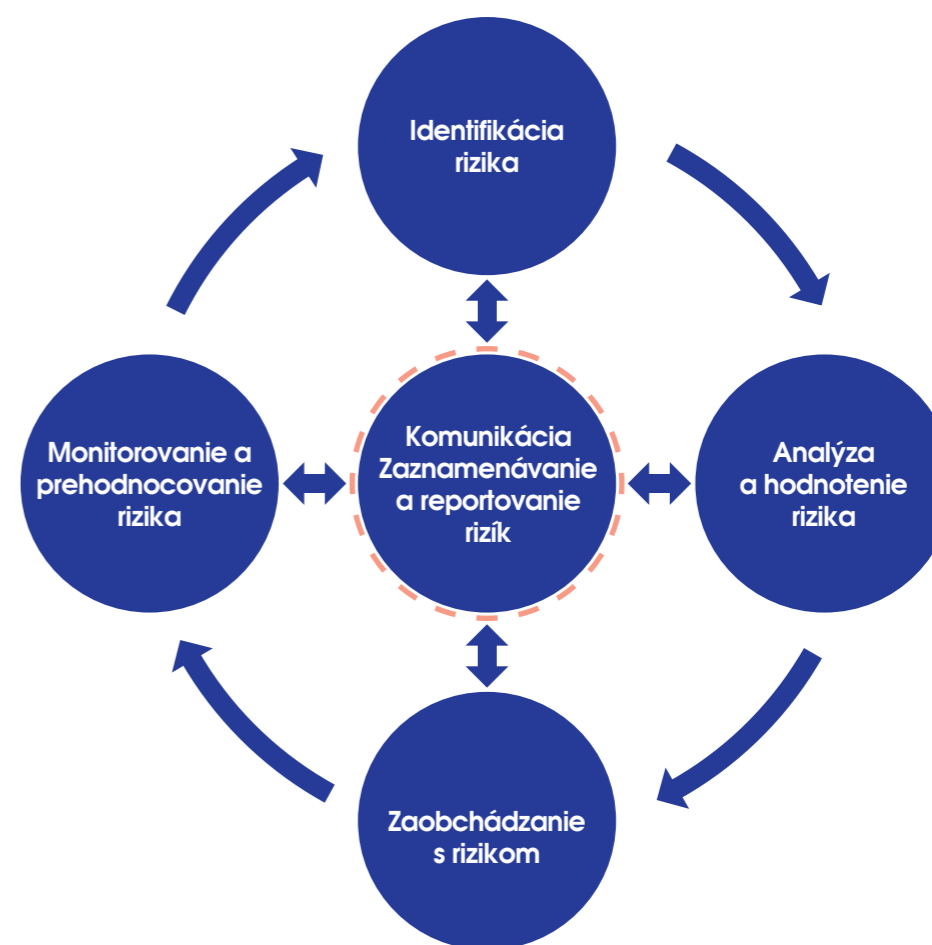 Identifikácia
rizika
Monitorovanie a
prehodnocovanie
rizika
Komunikácia
Zaznamenávanie
a reportovanie
rizík
Analýza
a hodnotenie
rizika
Zaobchádzanie
s rizikom